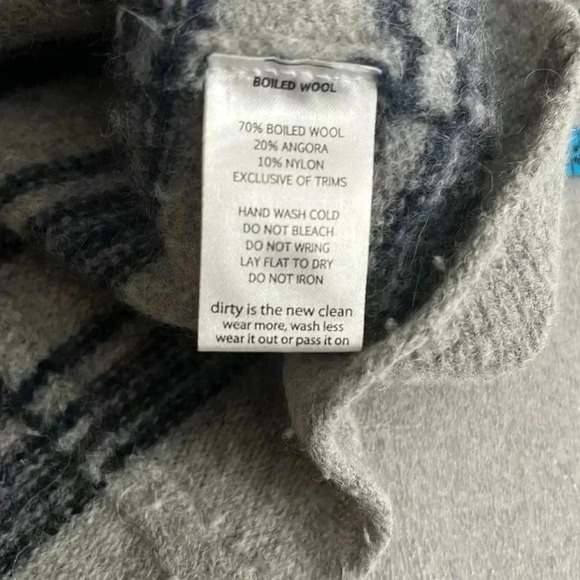 BOILED WOOL
70% BOILED WOOL
20% ANGORA
10% NYLON
EXCLUSIVE OF TRIMS
HAND WASH COLD
DO NOT BLEACH
DO NOT WRING
LAY FLAT TO DRY
DO NOT IRON
dirty is the new clean
wear more, wash less
wear it out or pass it on